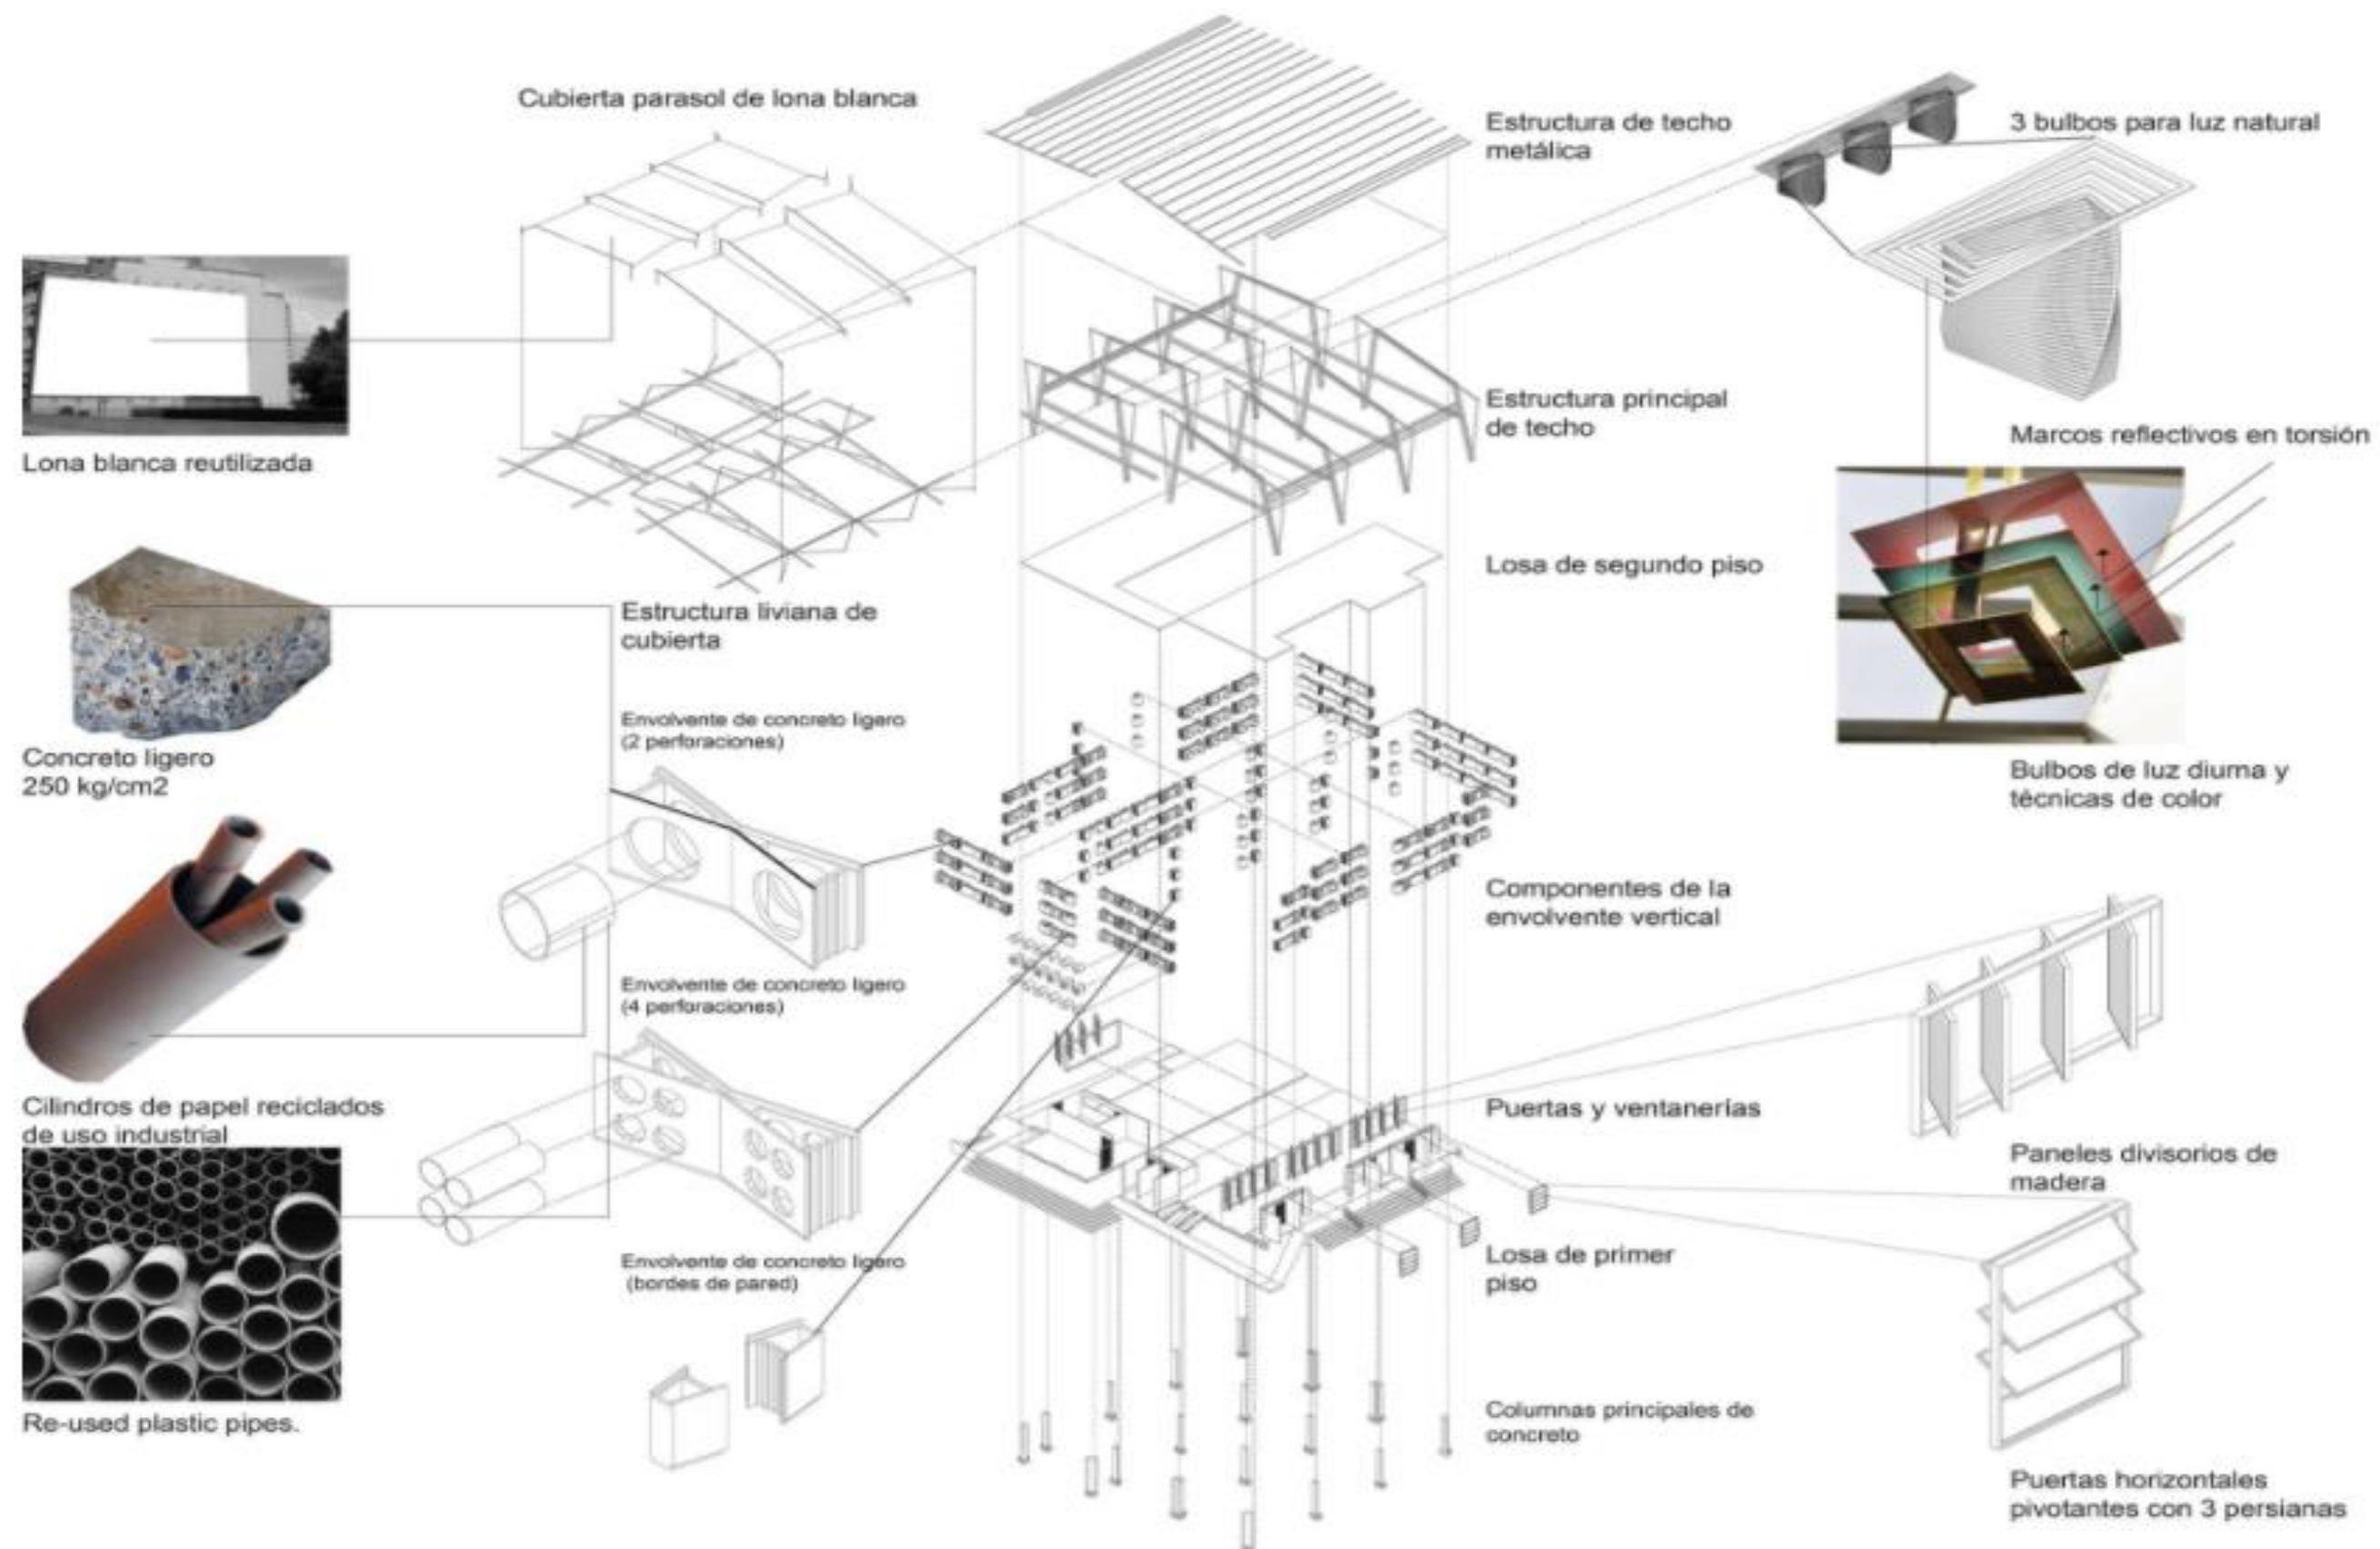 Cubierta parasol de lona blanca
Estructura de techo
metálica
3 bulbos para luz natural
Lona blanca reutilizada
Estructura principal
de techo
Marcos reflectivos en torsión
Losa de segundo piso
Estructura liviana de
cubierta
Envolvente de concreto ligero
(2 perforaciones)
Concreto ligero
250 kg/cm2
Bulbos de luz diurna y
técnicas de color
Componentes de la
envolvente vertical
Envolvente de concreto ligero
(4 perforaciones)
Cilindros de papel reciclados
de uso industrial
Puertas y ventanerías
Paneles divisorios de
madera
Envolvente de concreto ligero
(bordes de pared)
Losa de primer
piso
Re-used plastic pipes.
Columnas principales de
concreto
Puertas horizontales
pivotantes con 3 persianas